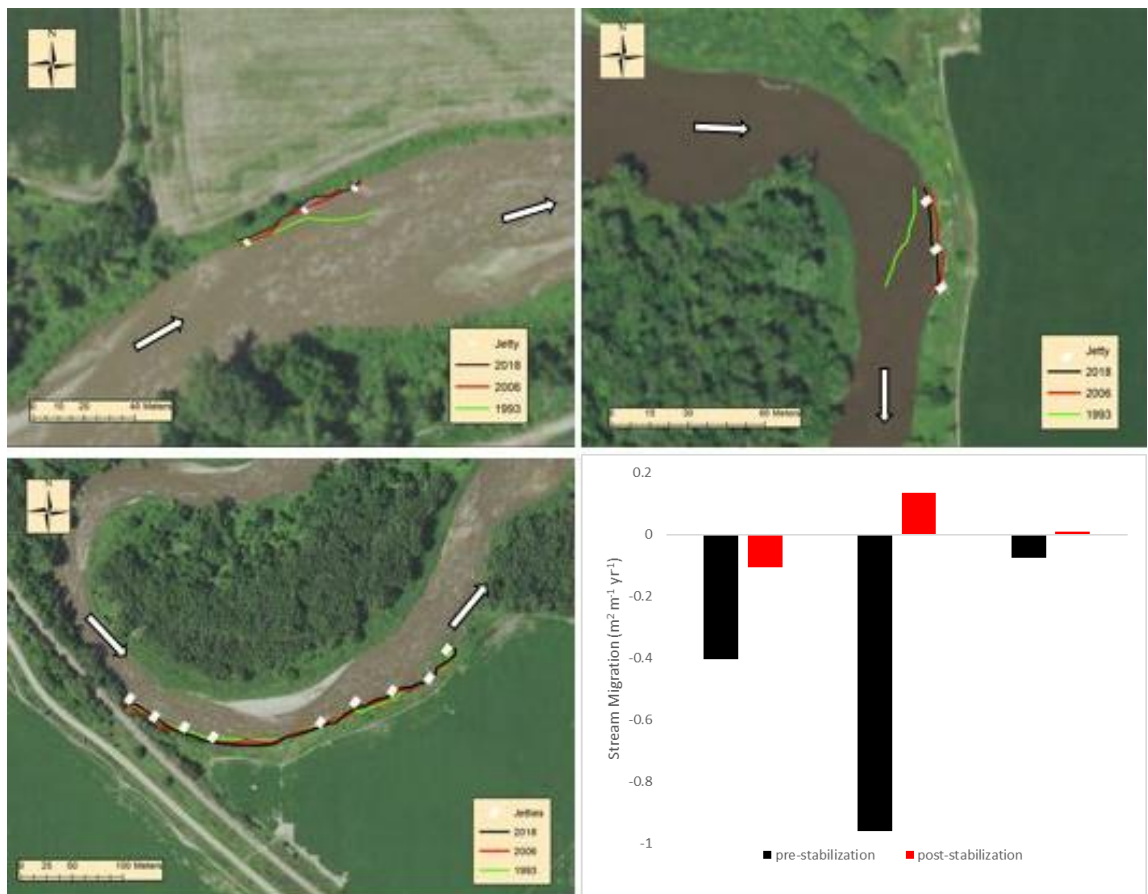 N
Jetty
2018
2006
1993
0 10 20 40 Meters
N
Jetty
2018
2006
1993
0 15 30 60 Meters
N
Jetties
2018
2006
1993
0 25 50 100 Meters
Stream Migration (m² m⁻¹ yr⁻¹)
0.2
0
-0.2
-0.4
-0.6
-0.8
-1
pre-stabilization post-stabilization